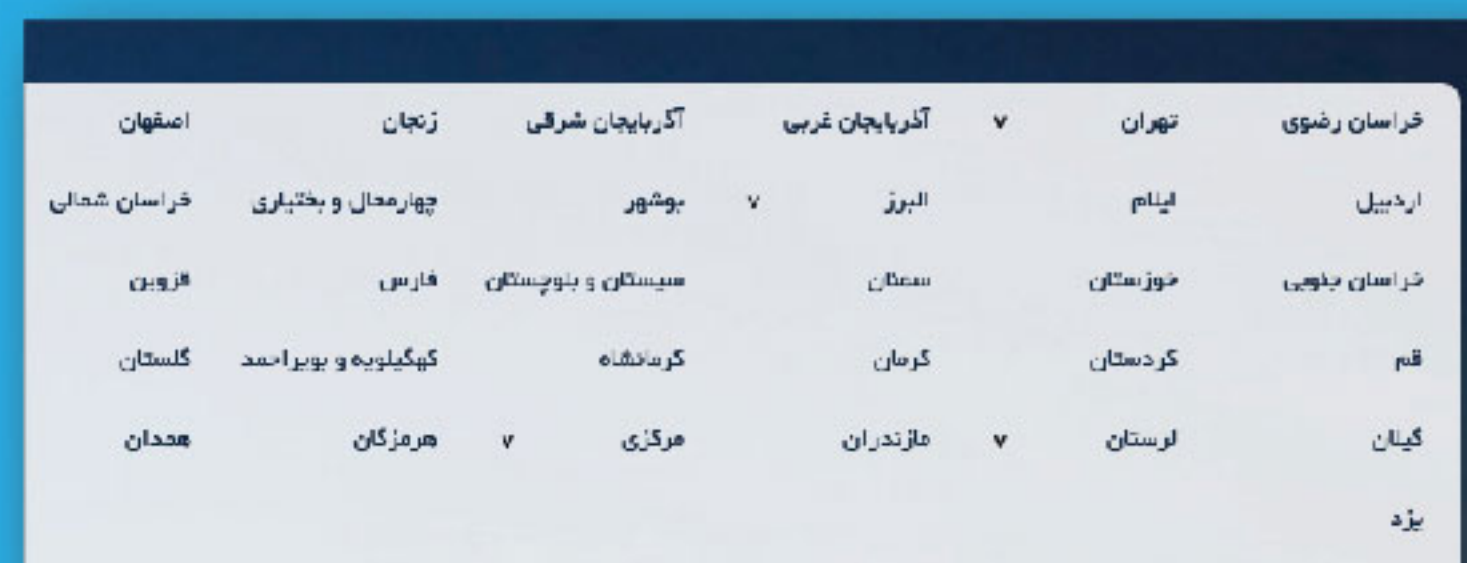 خراسان رضوی تهران v آذربایجان غربی آذربایجان شرقی زنجان اصفهان
اردبیل ایلام البرز v بوشهر چهارمحال و بختیاری خراسان شمالی
خراسان جنوبی خوزستان سمنان سیستان و بلوچستان فارس قزوین
قم کردستان کرمان کرمانشاه کهگیلویه و بویراحمد گلستان
گیلان لرستان v مازندران مرکزی v هرمزگان همدان
یزد